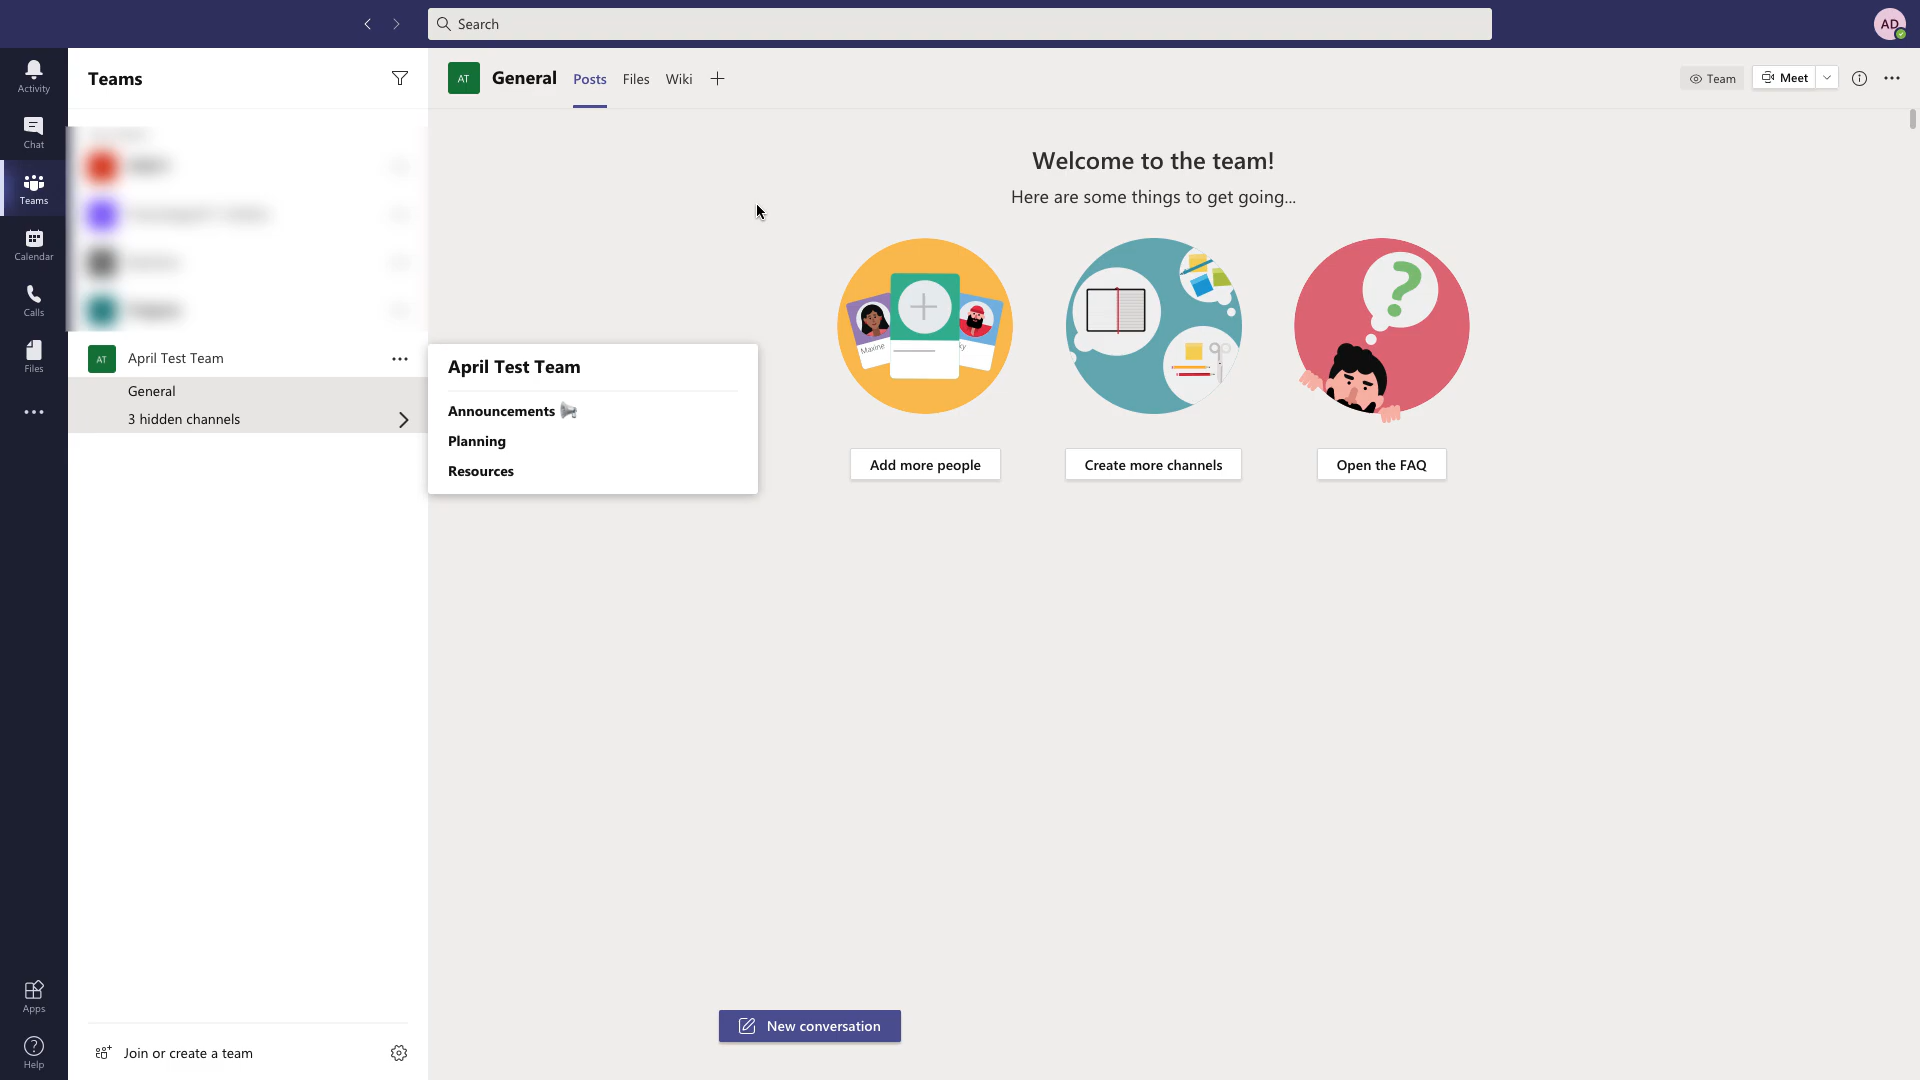 Search
AD
Activity
Chat
Teams
Calendar
Calls
Files
Apps
Help
Teams
AT
April Test Team
General
3 hidden channels
Join or create a team
AT
General
Posts
Files
Wiki
Team
Meet
Welcome to the team!
Here are some things to get going...
Maxine
ky
?
Add more people
Create more channels
Open the FAQ
April Test Team
Announcements
Planning
Resources
New conversation